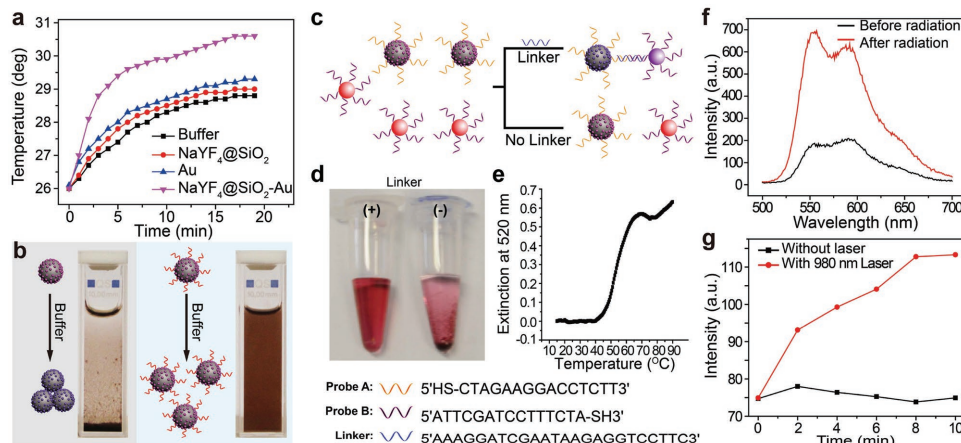 a
Temperature (deg)
31
30
29
28
27
26
Buffer
NaYF4@SiO2
Au
NaYF4@SiO2-Au
0 5 10 15 20
Time (min)
b
Buffer
Buffer
c
Linker
No Linker
d
Linker
(+) (-)
e
Extinction at 520 nm
0.7
0.6
0.5
0.4
0.3
0.2
0.1
0.0
-0.1
10 20 30 40 50 60 70 80 90
Temperature (°C)
Probe A: 5'HS-CTAGAAGGACCTCTT3'
Probe B: 5'ATTCGATCCTTTCTA-SH3'
Linker: 5'AAAGGATCGAATAAGAGGTCCTTC3'
f
Intensity (a.u.)
700
600
500
400
300
200
100
0
Before radiation
After radiation
500 550 600 650 700
Wavelength (nm)
g
Intensity (a.u.)
110
100
90
80
70
Without laser
With 980 nm Laser
0 2 4 6 8 10
Time (min)